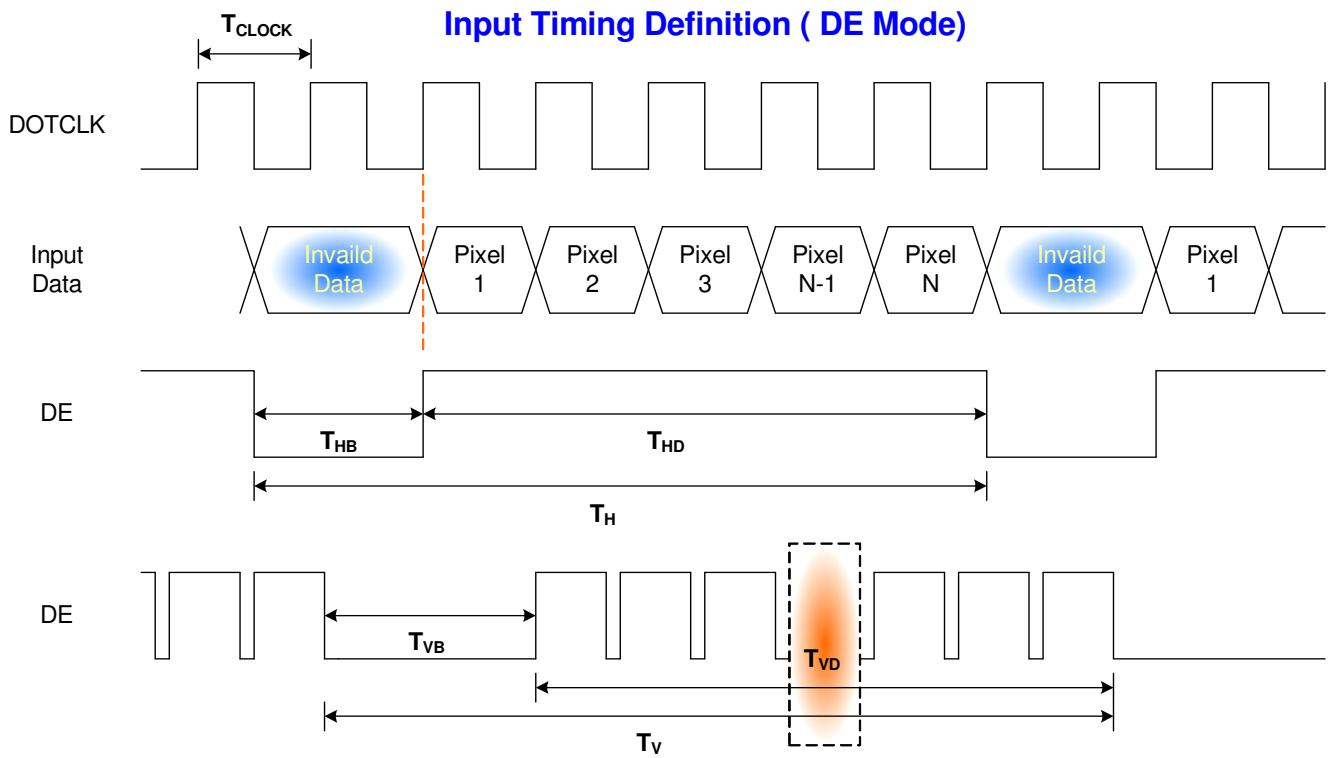 Input Timing Definition ( DE Mode)
TCLOCK
DOTCLK
Input
Data
Invaild
Data
Pixel
1
Pixel
2
Pixel
3
Pixel
N-1
Pixel
N
Invaild
Data
Pixel
1
DE
THB
THD
TH
DE
TVB
TVD
TV